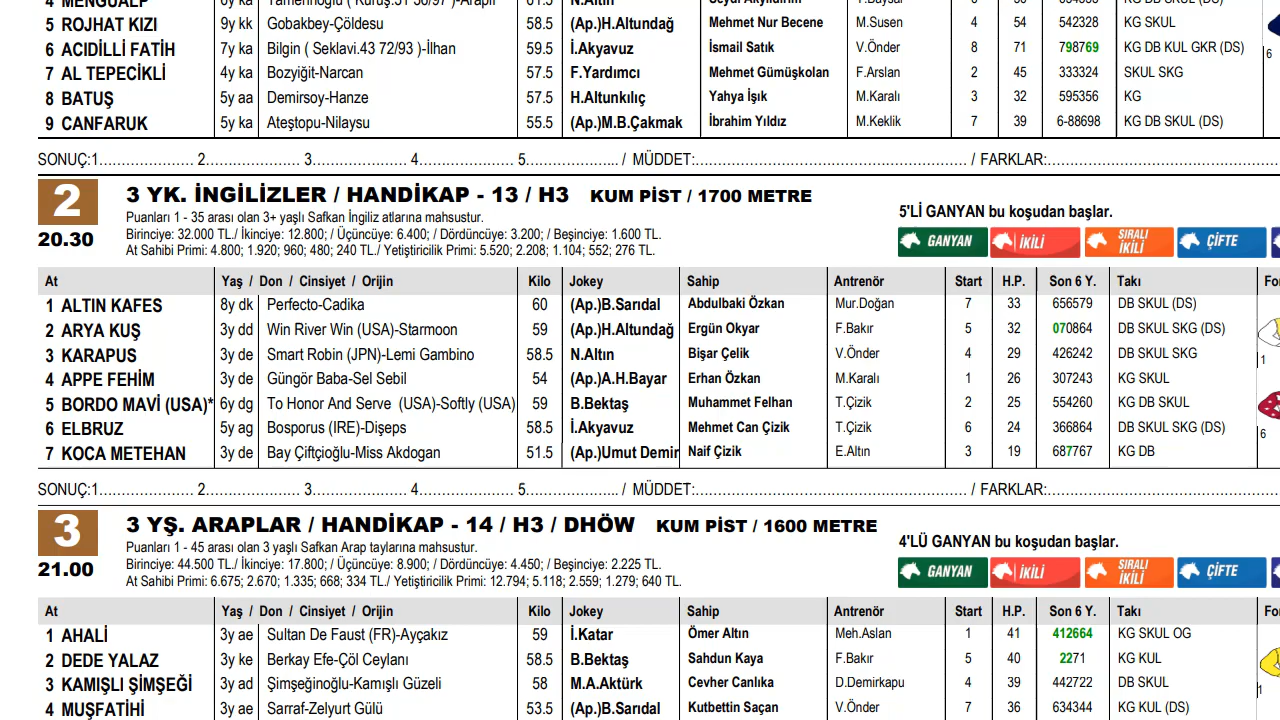 4 MENGÜALP 6y ka Yamennoğlu ( Kuruş.51 56/97 )-Arapıı 61.5 N.Altın KG DB SKUL (DS)
5 ROJHAT KIZI 9y kk Gobakbey-Çöldesu 58.5 (Ap.)H.Altundağ Mehmet Nur Becene M.Susen 4 54 542328 KG SKUL
6 ACIDİLLİ FATİH 7y ka Bilgin ( Seklavi.43 72/93 )-İlhan 59.5 İ.Akyavuz İsmail Satık V.Önder 8 71 798769 KG DB KUL GKR (DS)
7 AL TEPECİKLİ 4y ka Bozyiğit-Narcan 57.5 F.Yardımcı Mehmet Gümüşkolan F.Arslan 2 45 333324 SKUL SKG
8 BATUŞ 5y aa Demirsoy-Hanze 57.5 H.Altunkılıç Yahya İşık M.Karalı 3 32 595356 KG
9 CANFARUK 5y ka Ateştopu-Nilaysu 55.5 (Ap.)M.B.Çakmak İbrahim Yıldız M.Keklik 7 39 6-88698 KG DB SKUL (DS)
6
SONUÇ:1..................... 2..................... 3..................... 4..................... 5..................... / MÜDDET:............................................................. / FARKLAR:....................................................
2 3 YK. İNGİLİZLER / HANDİKAP - 13 / H3 KUM PİST / 1700 METRE
20.30
Puanları 1 - 35 arası olan 3+ yaşlı Safkan İngiliz atlarına mahsustur.
Birinciye: 32.000 TL./ İkinciye: 12.800; / Üçüncüye: 6.400; / Dördüncüye: 3.200; / Beşinciye: 1.600 TL.
At Sahibi Primi: 4.800; 1.920; 960; 480; 240 TL./ Yetiştiricilik Primi: 5.520; 2.208; 1.104; 552; 276 TL.
5'Lİ GANYAN bu koşudan başlar.
GANYAN İKİLİ SIRALI İKİLİ ÇİFTE
At Yaş / Don / Cinsiyet / Orijin Kilo Jokey Sahip Antrenör Start H.P. Son 6 Y. Takı For
1 ALTIN KAFES 8y dk Perfecto-Cadika 60 (Ap.)B.Sarıdal Abdulbaki Özkan Mur.Doğan 7 33 656579 DB SKUL (DS)
2 ARYA KUŞ 3y dd Win River Win (USA)-Starmoon 59 (Ap.)H.Altundağ Ergün Okyar F.Bakır 5 32 070864 DB SKUL SKG (DS)
3 KARAPUS 3y de Smart Robin (JPN)-Lemi Gambino 58.5 N.Altın Bişar Çelik V.Önder 4 29 426242 DB SKUL SKG
1
4 APPE FEHİM 3y de Güngör Baba-Sel Sebil 54 (Ap.)A.H.Bayar Erhan Özkan M.Karalı 1 26 307243 KG SKUL
5 BORDO MAVİ (USA)* 6y dg To Honor And Serve (USA)-Softly (USA) 59 B.Bektaş Muhammet Felhan T.Çizik 2 25 554260 KG DB SKUL
6 ELBRUZ 5y ag Bosporus (IRE)-Dişeps 58.5 İ.Akyavuz Mehmet Can Çizik T.Çizik 6 24 366864 DB SKUL SKG (DS)
6
7 KOCA METEHAN 3y de Bay Çiftçioğlu-Miss Akdogan 51.5 (Ap.)Umut Demir Naif Çizik E.Altın 3 19 687767 KG DB
SONUÇ:1..................... 2..................... 3..................... 4..................... 5..................... / MÜDDET:............................................................. / FARKLAR:....................................................
3 3 YŞ. ARAPLAR / HANDİKAP - 14 / H3 / DHÖW KUM PİST / 1600 METRE
21.00
Puanları 1 - 45 arası olan 3 yaşlı Safkan Arap taylarına mahsustur.
Birinciye: 44.500 TL./ İkinciye: 17.800; / Üçüncüye: 8.900; / Dördüncüye: 4.450; / Beşinciye: 2.225 TL.
At Sahibi Primi: 6.675; 2.670; 1.335; 668; 334 TL./ Yetiştiricilik Primi: 12.794; 5.118; 2.559; 1.279; 640 TL.
4'LÜ GANYAN bu koşudan başlar.
GANYAN İKİLİ SIRALI İKİLİ ÇİFTE
At Yaş / Don / Cinsiyet / Orijin Kilo Jokey Sahip Antrenör Start H.P. Son 6 Y. Takı For
1 AHALİ 3y ae Sultan De Faust (FR)-Ayçakız 59 İ.Katar Ömer Altın Meh.Aslan 1 41 412664 KG SKUL OG
2 DEDE YALAZ 3y ke Berkay Efe-Çöl Ceylanı 58.5 B.Bektaş Sahdun Kaya F.Bakır 5 40 2271 KG KUL
3 KAMIŞLI ŞİMŞEĞİ 3y ad Şimşeğinoğlu-Kamışlı Güzeli 58 M.A.Aktürk Cevher Canlıka D.Demirkapu 4 39 442722 DB SKUL
1
4 MUŞFATİHİ 3y ae Sarraf-Zelyurt Gülü 53.5 (Ap.)B.Sarıdal Kutbettin Saçan V.Önder 7 36 634344 KG KUL (DS)